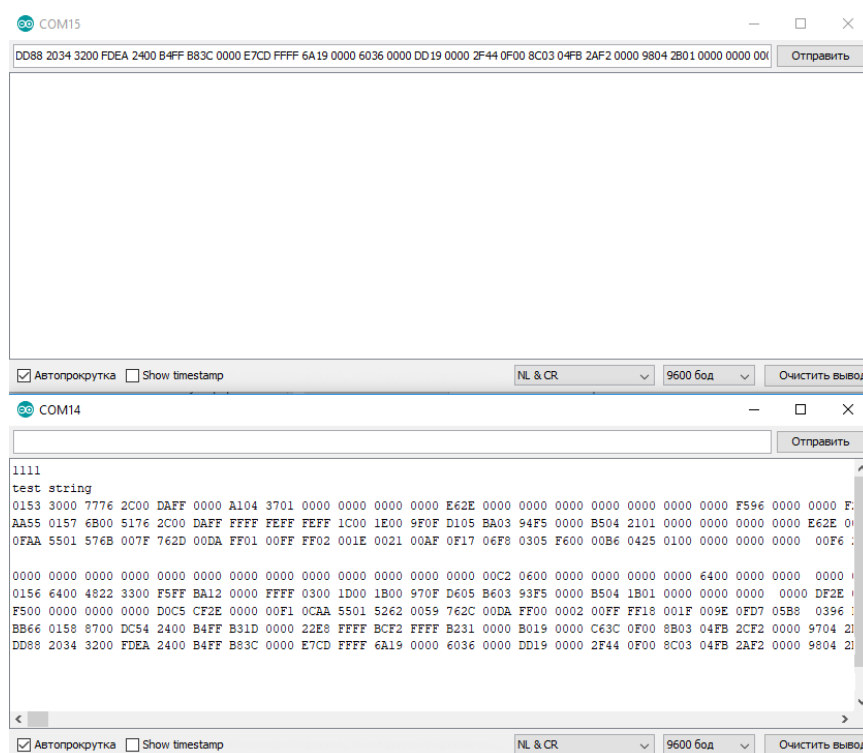 COM15
DD88 2034 3200 FDEA 2400 B4FF B83C 0000 E7CD FFFF 6A19 0000 6036 0000 DD19 0000 2F44 0F00 8C03 04FB 2AF2 0000 9804 2B01 0000 0000 00 Отправить
Автопрокрутка Show timestamp NL & CR 9600 бод Очистить вывод
COM14
Отправить
1111
test string
0153 3000 7776 2C00 DAFF 0000 A104 3701 0000 0000 0000 0000 E62E 0000 0000 0000 0000 0000 0000 F596 0000 0000
AA55 0157 6B00 5176 2C00 DAFF FFFF FEFF FEFF 1C00 1E00 9F0F D105 BA03 94F5 0000 B504 2101 0000 0000 0000 0000 E62E
0FAA 5501 576B 007F 762D 00DA FF01 00FF FF02 001E 0021 00AF 0F17 06F8 0305 F600 00B6 0425 0100 0000 0000 0000 00F6
0000 0000 0000 0000 0000 0000 0000 0000 0000 0000 0000 0000 0000 00C2 0600 0000 0000 0000 0000 6400 0000 0000
0156 6400 4822 3300 F5FF BA12 0000 FFFF 0300 1D00 1B00 970F D605 B603 93F5 0000 B504 1B01 0000 0000 0000 0000 DF2E
F500 0000 0000 0000 D0C5 CF2E 0000 00F1 0CAA 5501 5262 0059 762C 00DA FF00 0002 00FF FF18 001F 009E 0FD7 05B8 0396
BB66 0158 8700 DC54 2400 B4FF B31D 0000 22E8 FFFF BCF2 FFFF B231 0000 B019 0000 C63C 0F00 8B03 04FB 2CF2 0000 9704
DD88 2034 3200 FDEA 2400 B4FF B83C 0000 E7CD FFFF 6A19 0000 6036 0000 DD19 0000 2F44 0F00 8C03 04FB 2AF2 0000 9804
Автопрокрутка Show timestamp NL & CR 9600 бод Очистить вывод